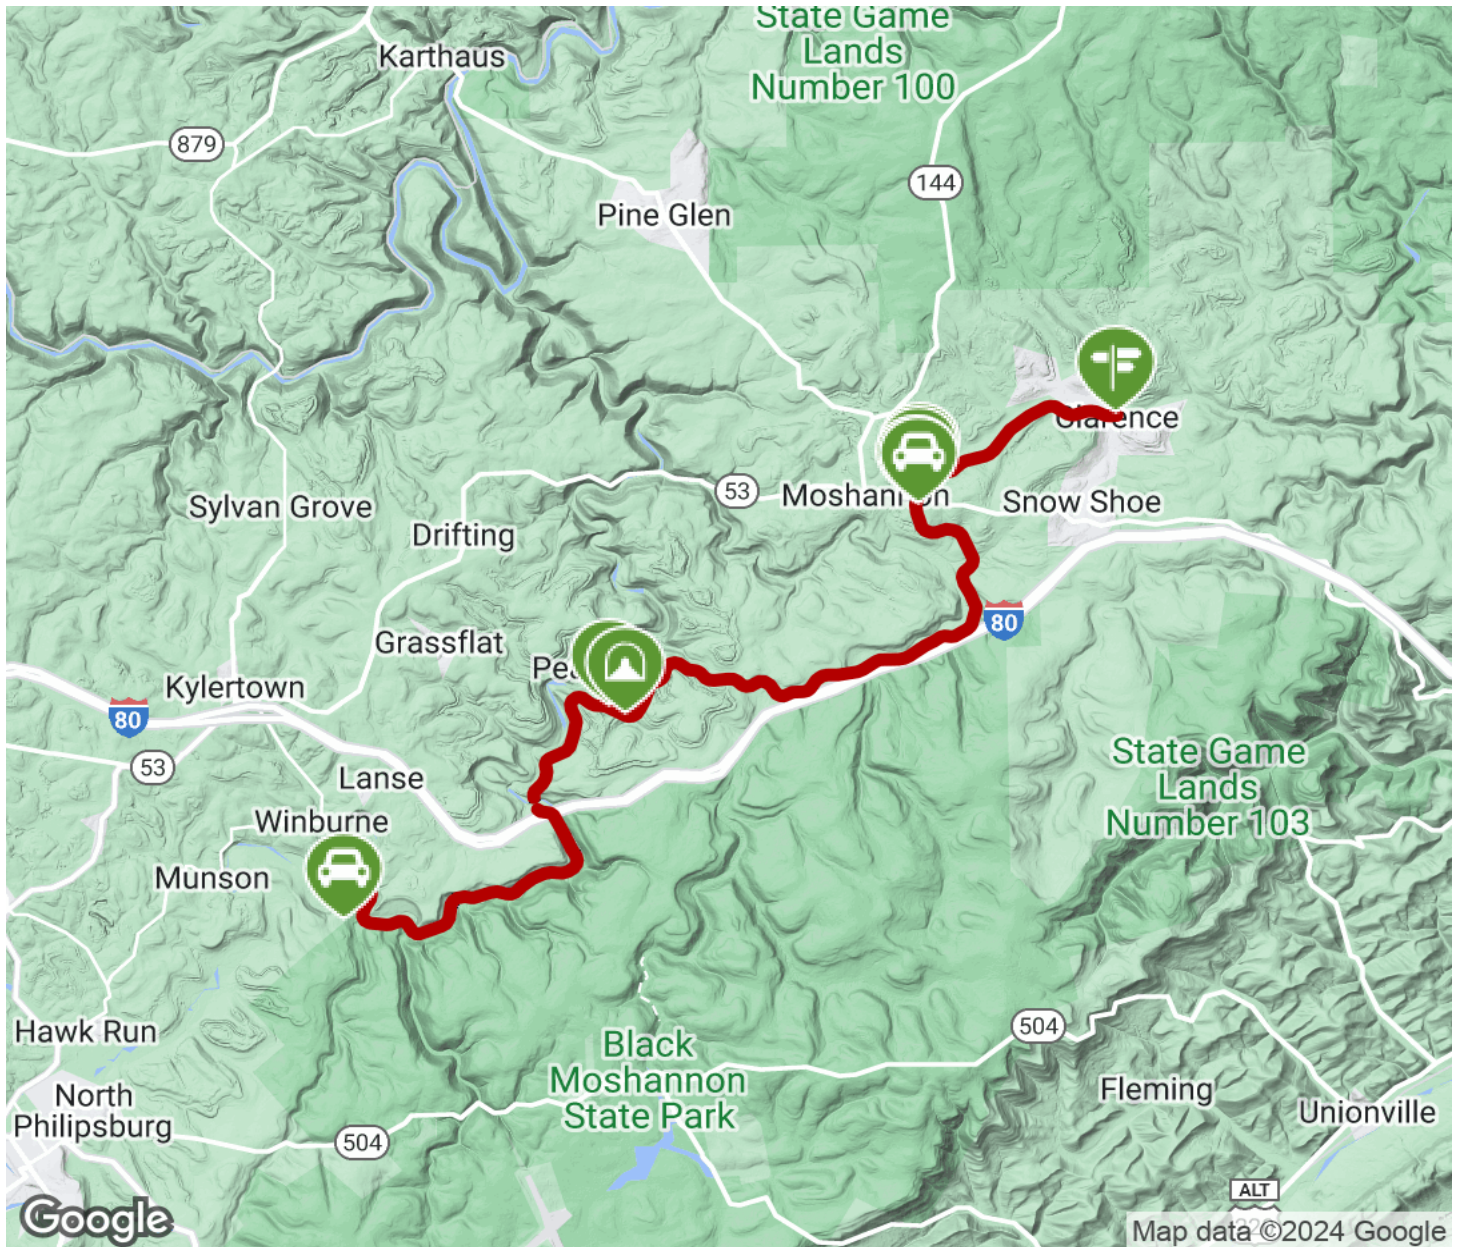 State Game
Lands
Number 100
Karthaus
879
144
Pine Glen
Clarence
53
Moshannon
Snow Shoe
Sylvan Grove
Drifting
80
Grassflat
Kylertown
80
53
Lanse
State Game
Lands
Number 103
Winburne
Munson
504
Hawk Run
Black
Moshannon
State Park
North
Philipsburg
Fleming
Unionville
504
ALT
Google
Map data ©2024 Google